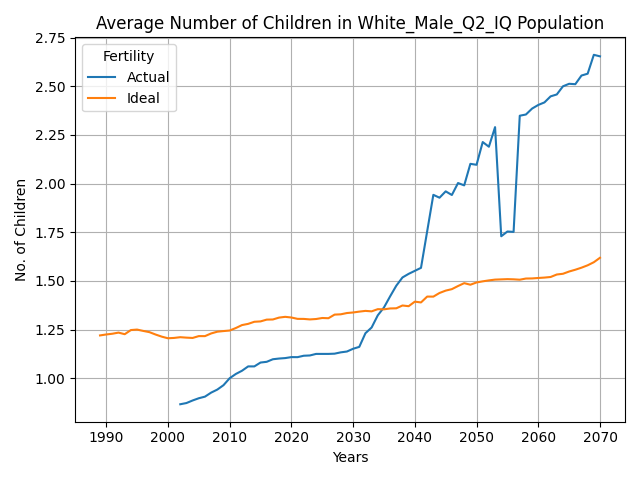 Average Number of Children in White_Male_Q2_IQ Population
Fertility
Actual
Ideal
No. of Children
2.75
2.50
2.25
2.00
1.75
1.50
1.25
1.00
1990 2000 2010 2020 2030 2040 2050 2060 2070
Years